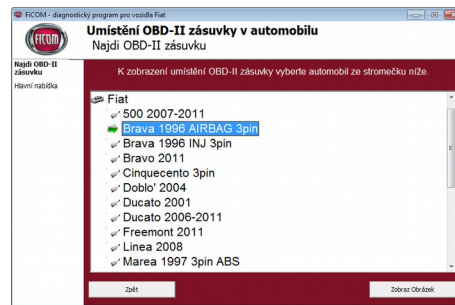 FiCOM - diagnostický program pro vozidla Fiat
FiCOM
Umístění OBD-II zásuvky v automobilu
Najdi OBD-II zásuvku
Najdi OBD-II
zásuvku
Hlavní nabídka
K zobrazení umístění OBD-II zásuvky vyberte automobil ze stromečku níže.
Fiat
500 2007-2011
Brava 1996 AIRBAG 3pin
Brava 1996 INJ 3pin
Bravo 2011
Cinquecento 3pin
Doblo' 2004
Ducato 2001
Ducato 2006-2011
Freemont 2011
Linea 2008
Marea 1997 3pin ABS
Zpět
Zobraz Obrázek